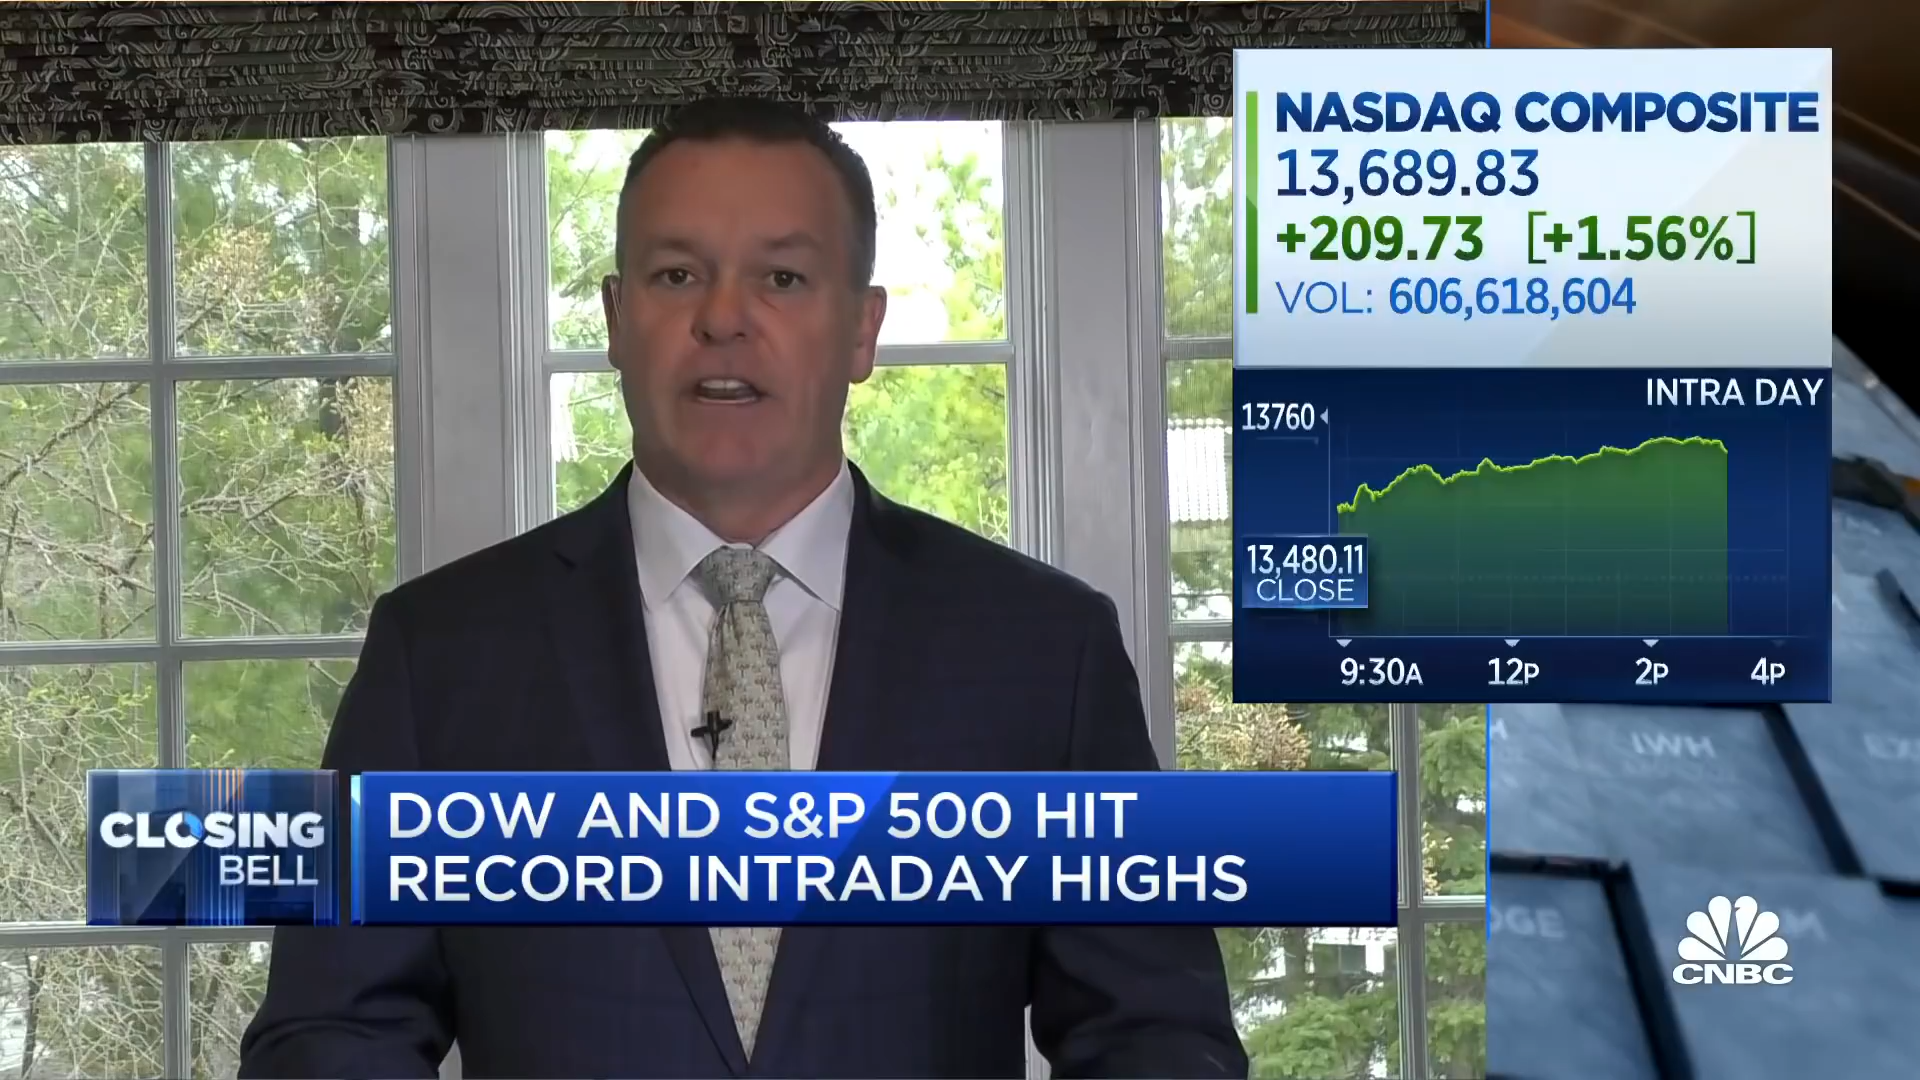 NASDAQ COMPOSITE
13,689.83
+209.73 [+1.56%]
VOL: 606,618,604
INTRA DAY
13760
13,480.11
CLOSE
9:30A 12P 2P 4P
IWH
CLOSING
BELL
DOW AND S&P 500 HIT
RECORD INTRADAY HIGHS
CNBC